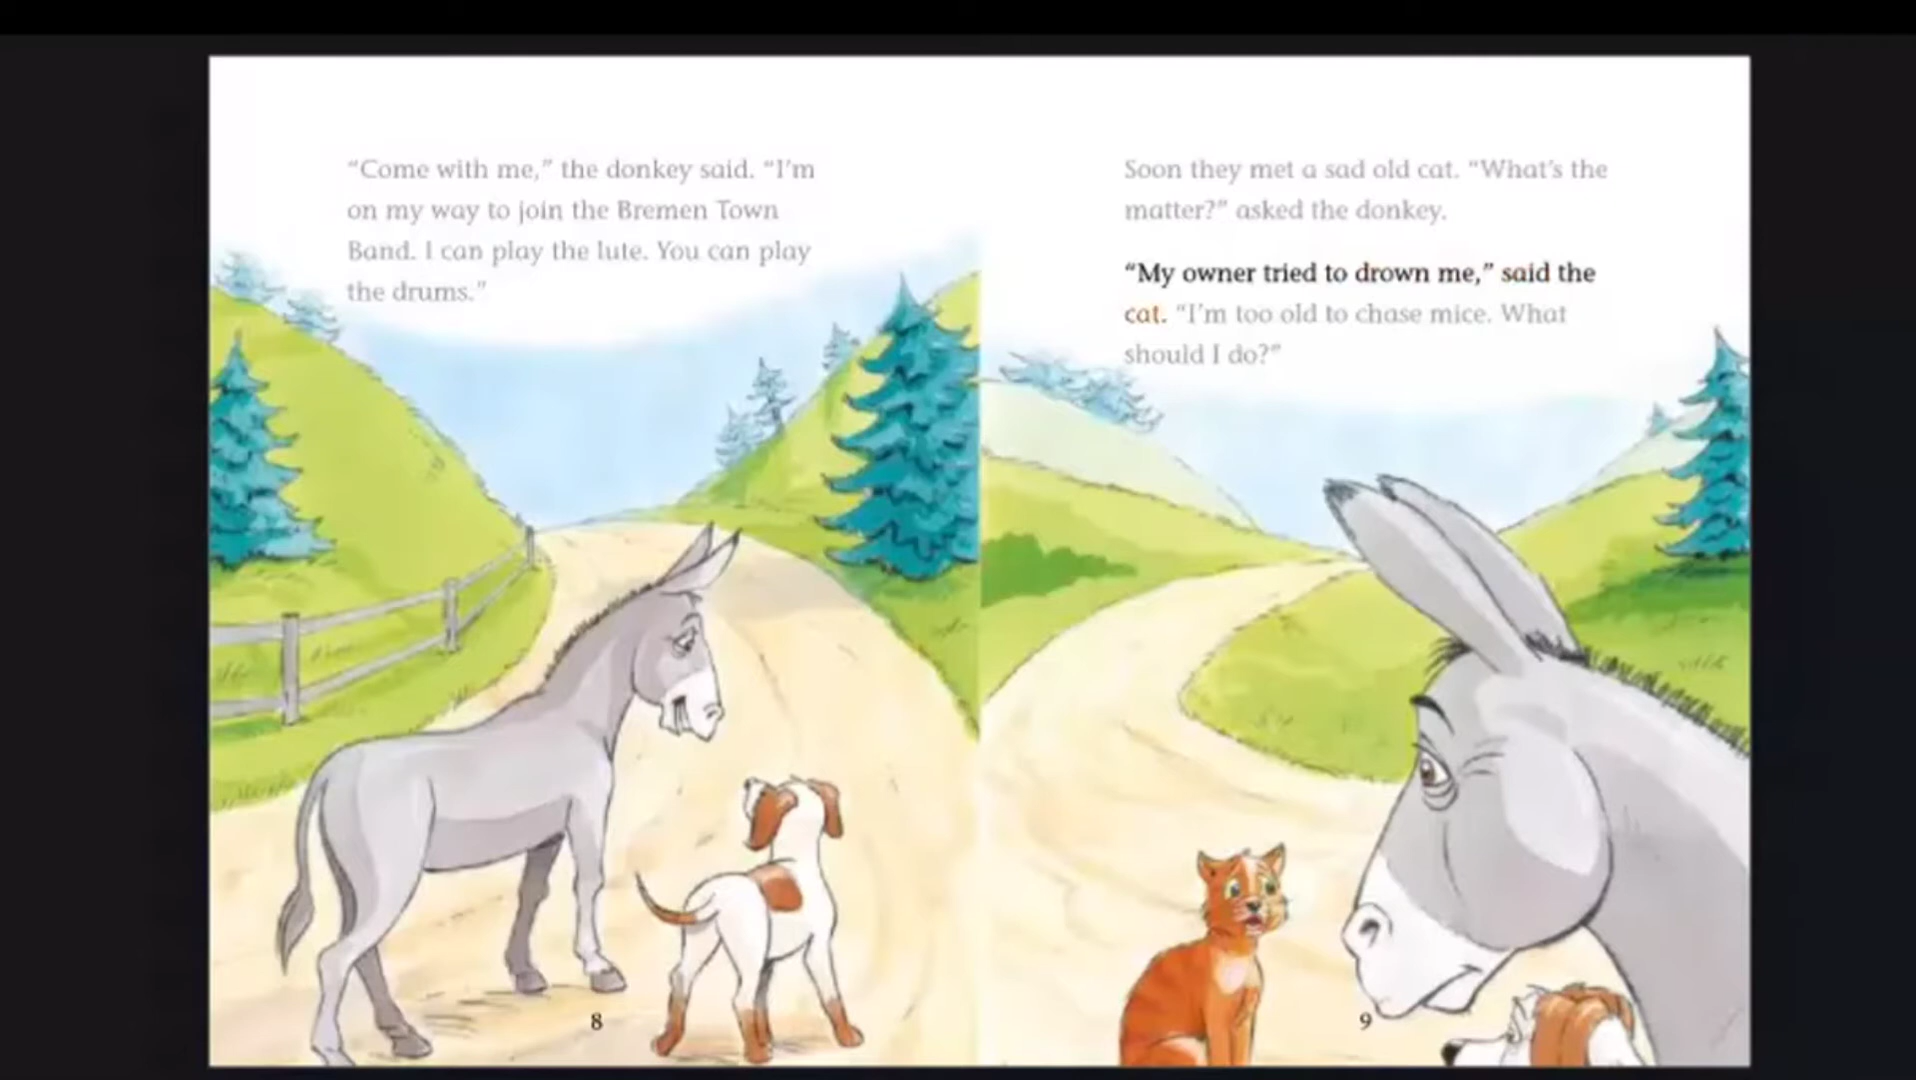 “Come with me,” the donkey said. “I’m
on my way to join the Bremen Town
Band. I can play the lute. You can play
the drums.”
8
Soon they met a sad old cat. “What’s the
matter?” asked the donkey.
“My owner tried to drown me,” said the
cat. “I’m too old to chase mice. What
should I do?”
9